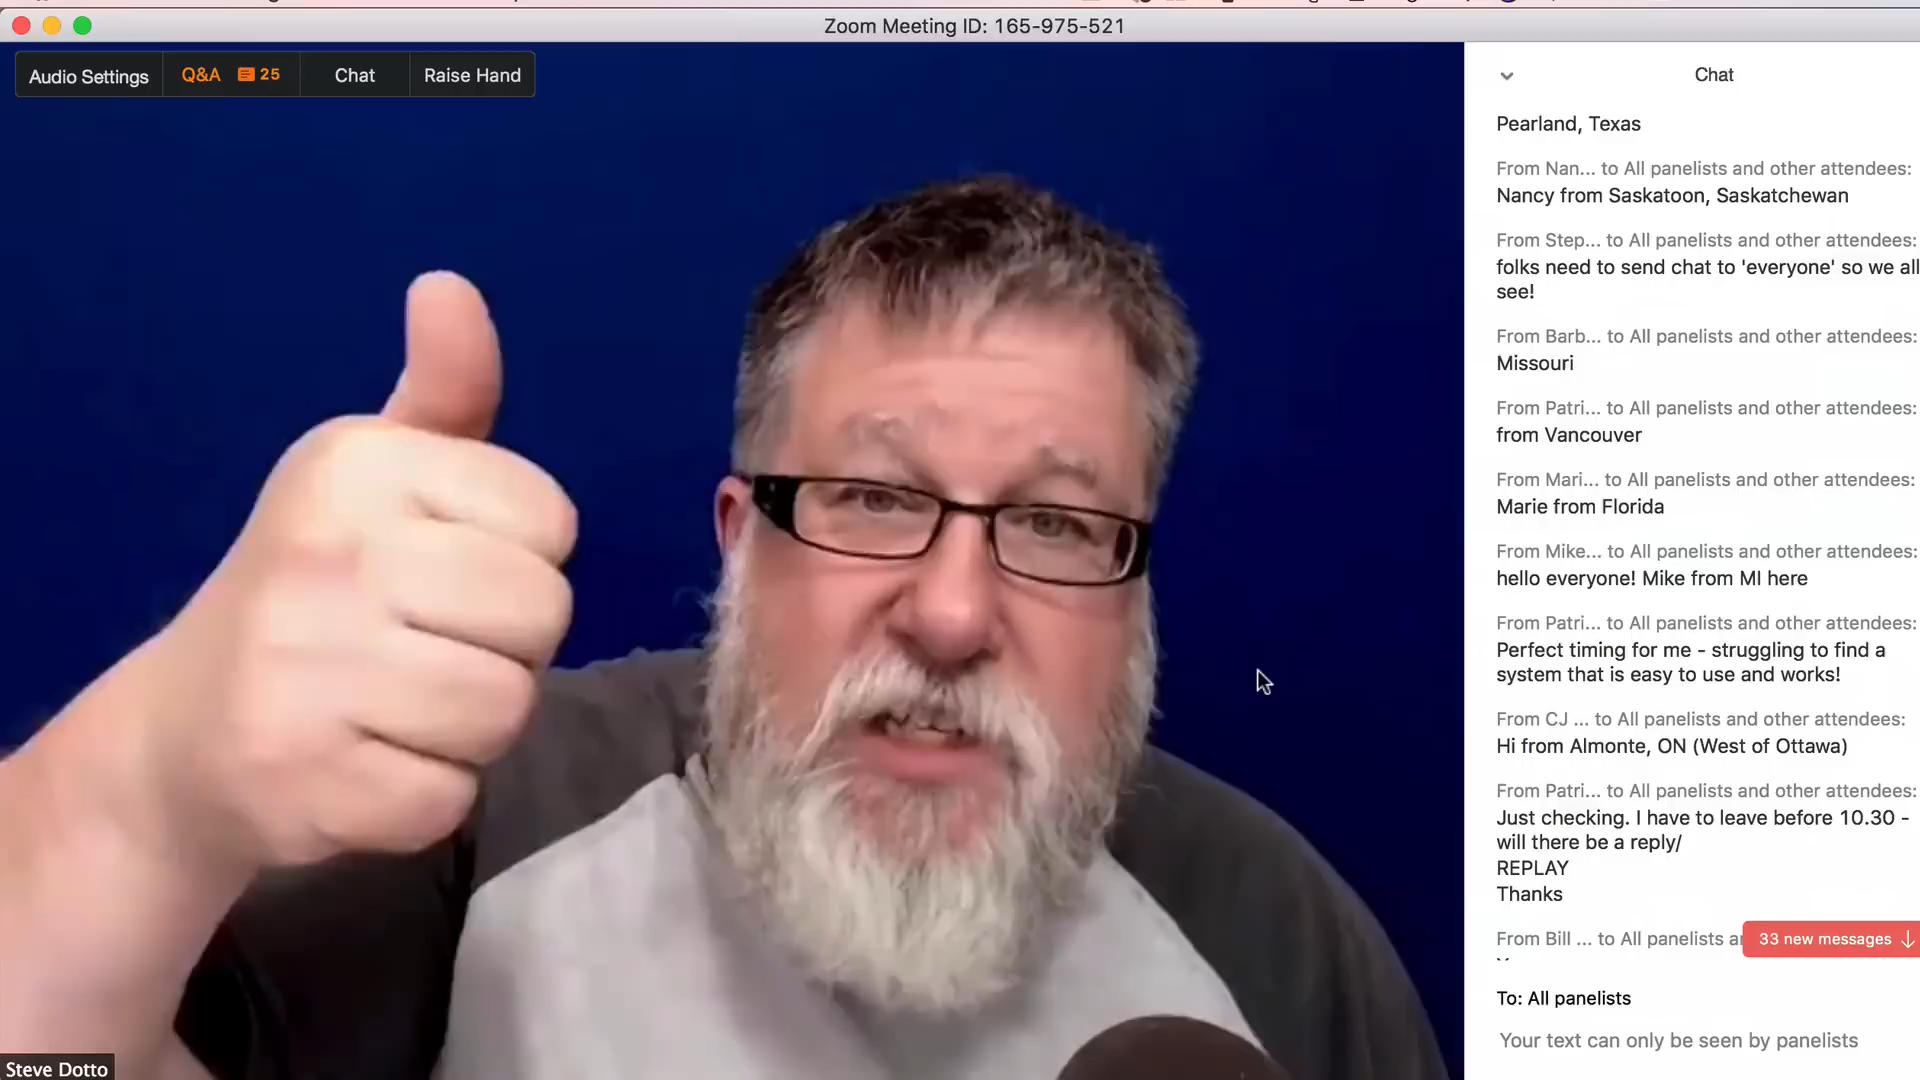 Zoom Meeting ID: 165-975-521
Audio Settings
Q&A 25
Chat
Raise Hand
Chat
Pearland, Texas
From Nan... to All panelists and other attendees:
Nancy from Saskatoon, Saskatchewan
From Step... to All panelists and other attendees:
folks need to send chat to 'everyone' so we all
see!
From Barb... to All panelists and other attendees:
Missouri
From Patri... to All panelists and other attendees:
from Vancouver
From Mari... to All panelists and other attendees:
Marie from Florida
From Mike... to All panelists and other attendees:
hello everyone! Mike from MI here
From Patri... to All panelists and other attendees:
Perfect timing for me - struggling to find a
system that is easy to use and works!
From CJ ... to All panelists and other attendees:
Hi from Almonte, ON (West of Ottawa)
From Patri... to All panelists and other attendees:
Just checking. I have to leave before 10.30 -
will there be a reply/
REPLAY
Thanks
From Bill ... to All panelists
33 new messages
To: All panelists
Your text can only be seen by panelists
Steve Dotto